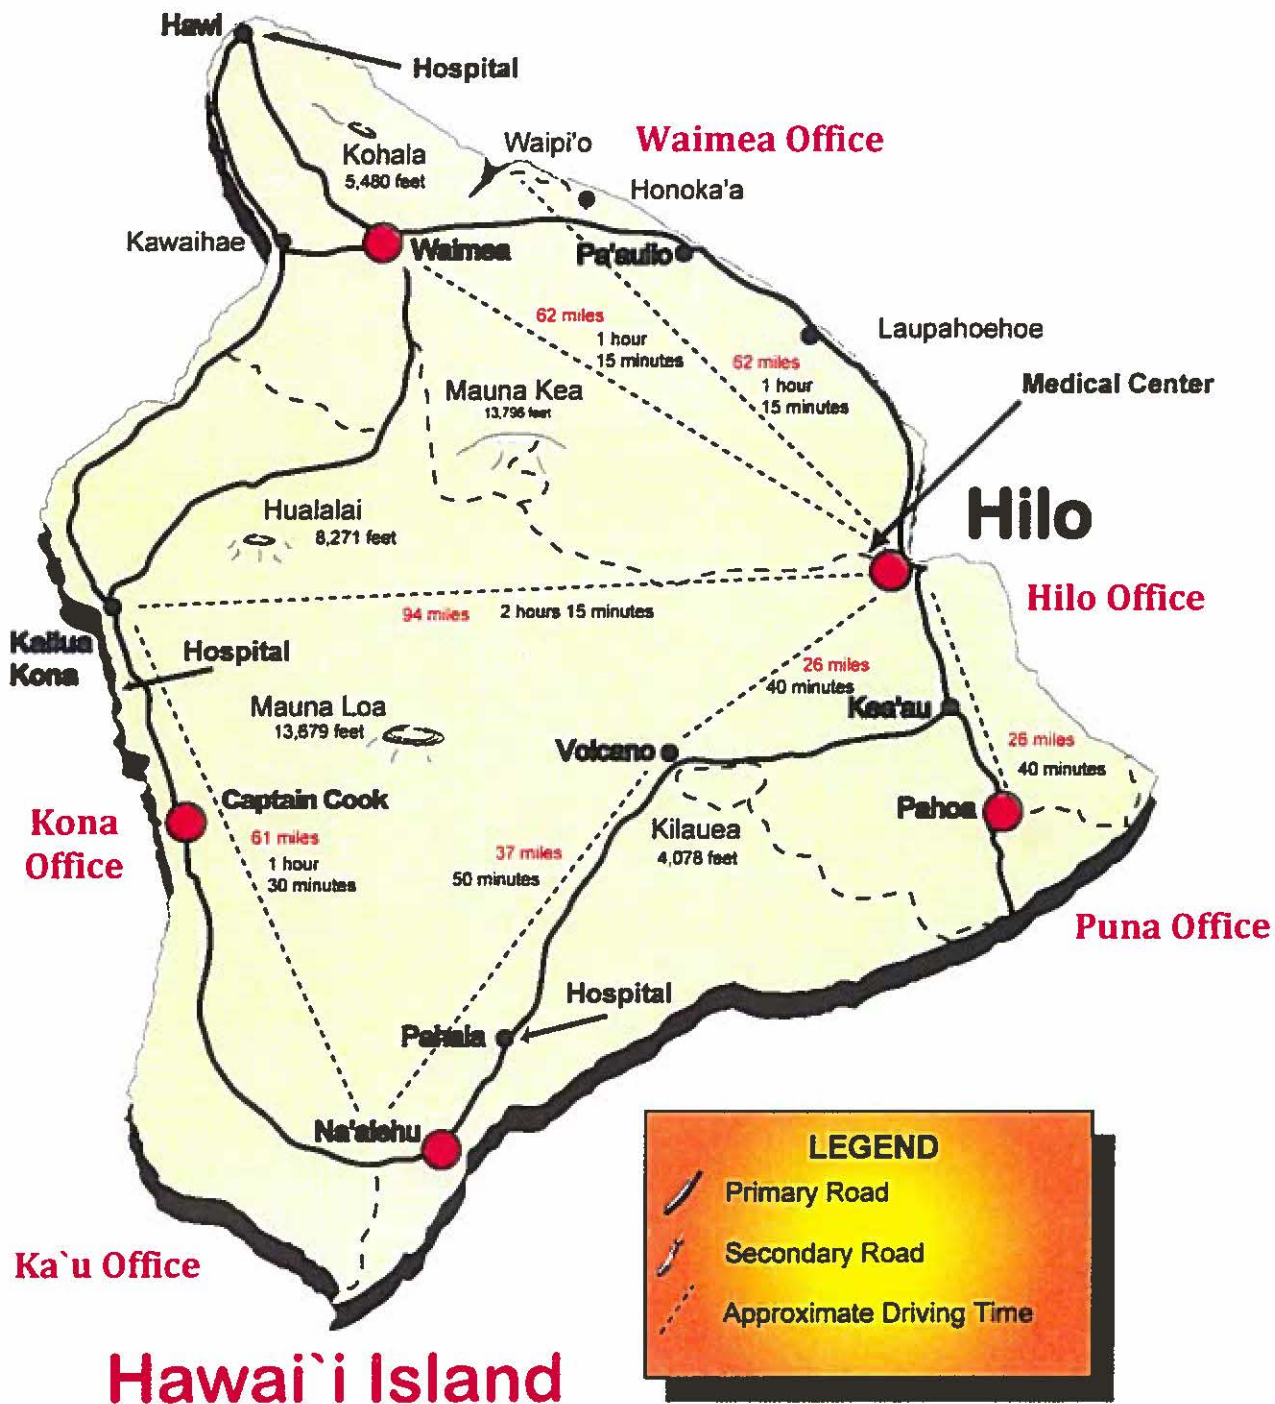 Hawi
Hospital
Kohala
5,480 feet
Waipi'o
Waimea Office
Honoka'a
Kawaihae
Waimea
Pa'auilo
62 miles
1 hour
15 minutes
62 miles
1 hour
15 minutes
Laupahoehoe
Medical Center
Mauna Kea
13,796 feet
Hualalai
8,271 feet
Hilo
Hilo Office
94 miles
2 hours 15 minutes
Kailua
Kona
Hospital
Mauna Loa
13,679 feet
26 miles
40 minutes
Kea'au
Volcano
26 miles
40 minutes
Pahoa
Kona
Office
Captain Cook
61 miles
1 hour
30 minutes
37 miles
50 minutes
Kilauea
4,078 feet
Puna Office
Hospital
Pahala
Na'alehu
Ka`u Office
LEGEND
Primary Road
Secondary Road
Approximate Driving Time
Hawai`i Island